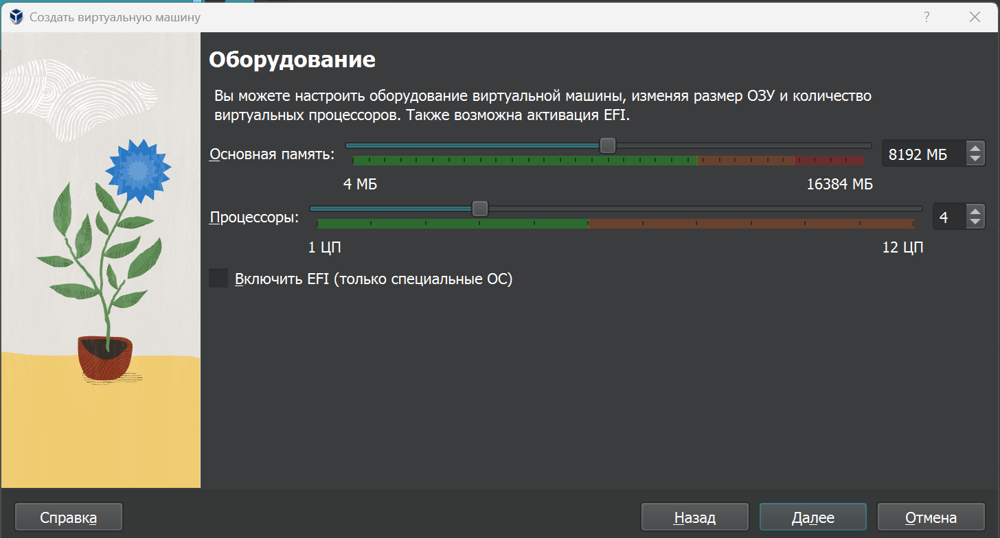 Создать виртуальную машину
?
Оборудование
Вы можете настроить оборудование виртуальной машины, изменяя размер ОЗУ и количество
виртуальных процессоров. Также возможна активация EFI.
Основная память:
8192 МБ
4 МБ
16384 МБ
Процессоры:
4
1 ЦП
12 ЦП
Включить EFI (только специальные ОС)
Справка
Назад
Далее
Отмена